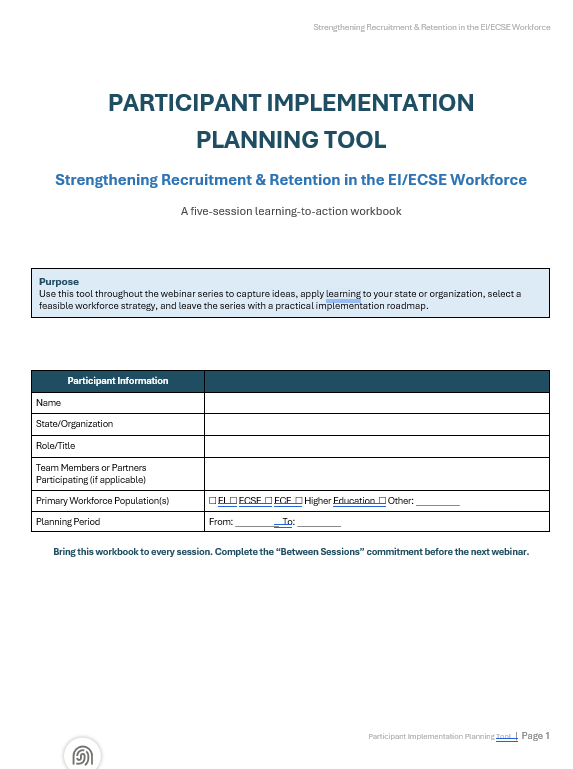 Strengthening Recruitment & Retention in the EI/ECSE Workforce
PARTICIPANT IMPLEMENTATION
PLANNING TOOL
Strengthening Recruitment & Retention in the EI/ECSE Workforce
A five-session learning-to-action workbook
Purpose
Use this tool throughout the webinar series to capture ideas, apply learning to your state or organization, select a
feasible workforce strategy, and leave the series with a practical implementation roadmap.
Participant Information
Name
State/Organization
Role/Title
Team Members or Partners
Participating (if applicable)
Primary Workforce Population(s) ☐ EI ☐ ECSE ☐ ECE ☐ Higher Education ☐ Other: _________
Planning Period From: _________ To: _________
Bring this workbook to every session. Complete the “Between Sessions” commitment before the next webinar.
Participant Implementation Planning Tool | Page 1